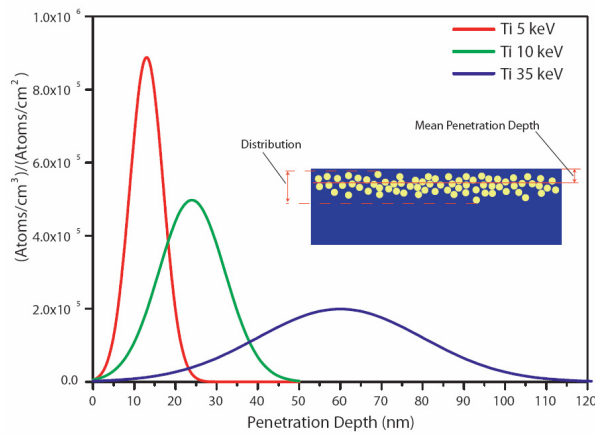 1.0x10 6
8.0x10 5
6.0x10 5
4.0x10 5
2.0x10 5
0.0
(Atoms/cm3)/(Atoms/cm2)
Ti 5 keV
Ti 10 keV
Ti 35 keV
Distribution
Mean Penetration Depth
0 10 20 30 40 50 60 70 80 90 100 110 120
Penetration Depth (nm)